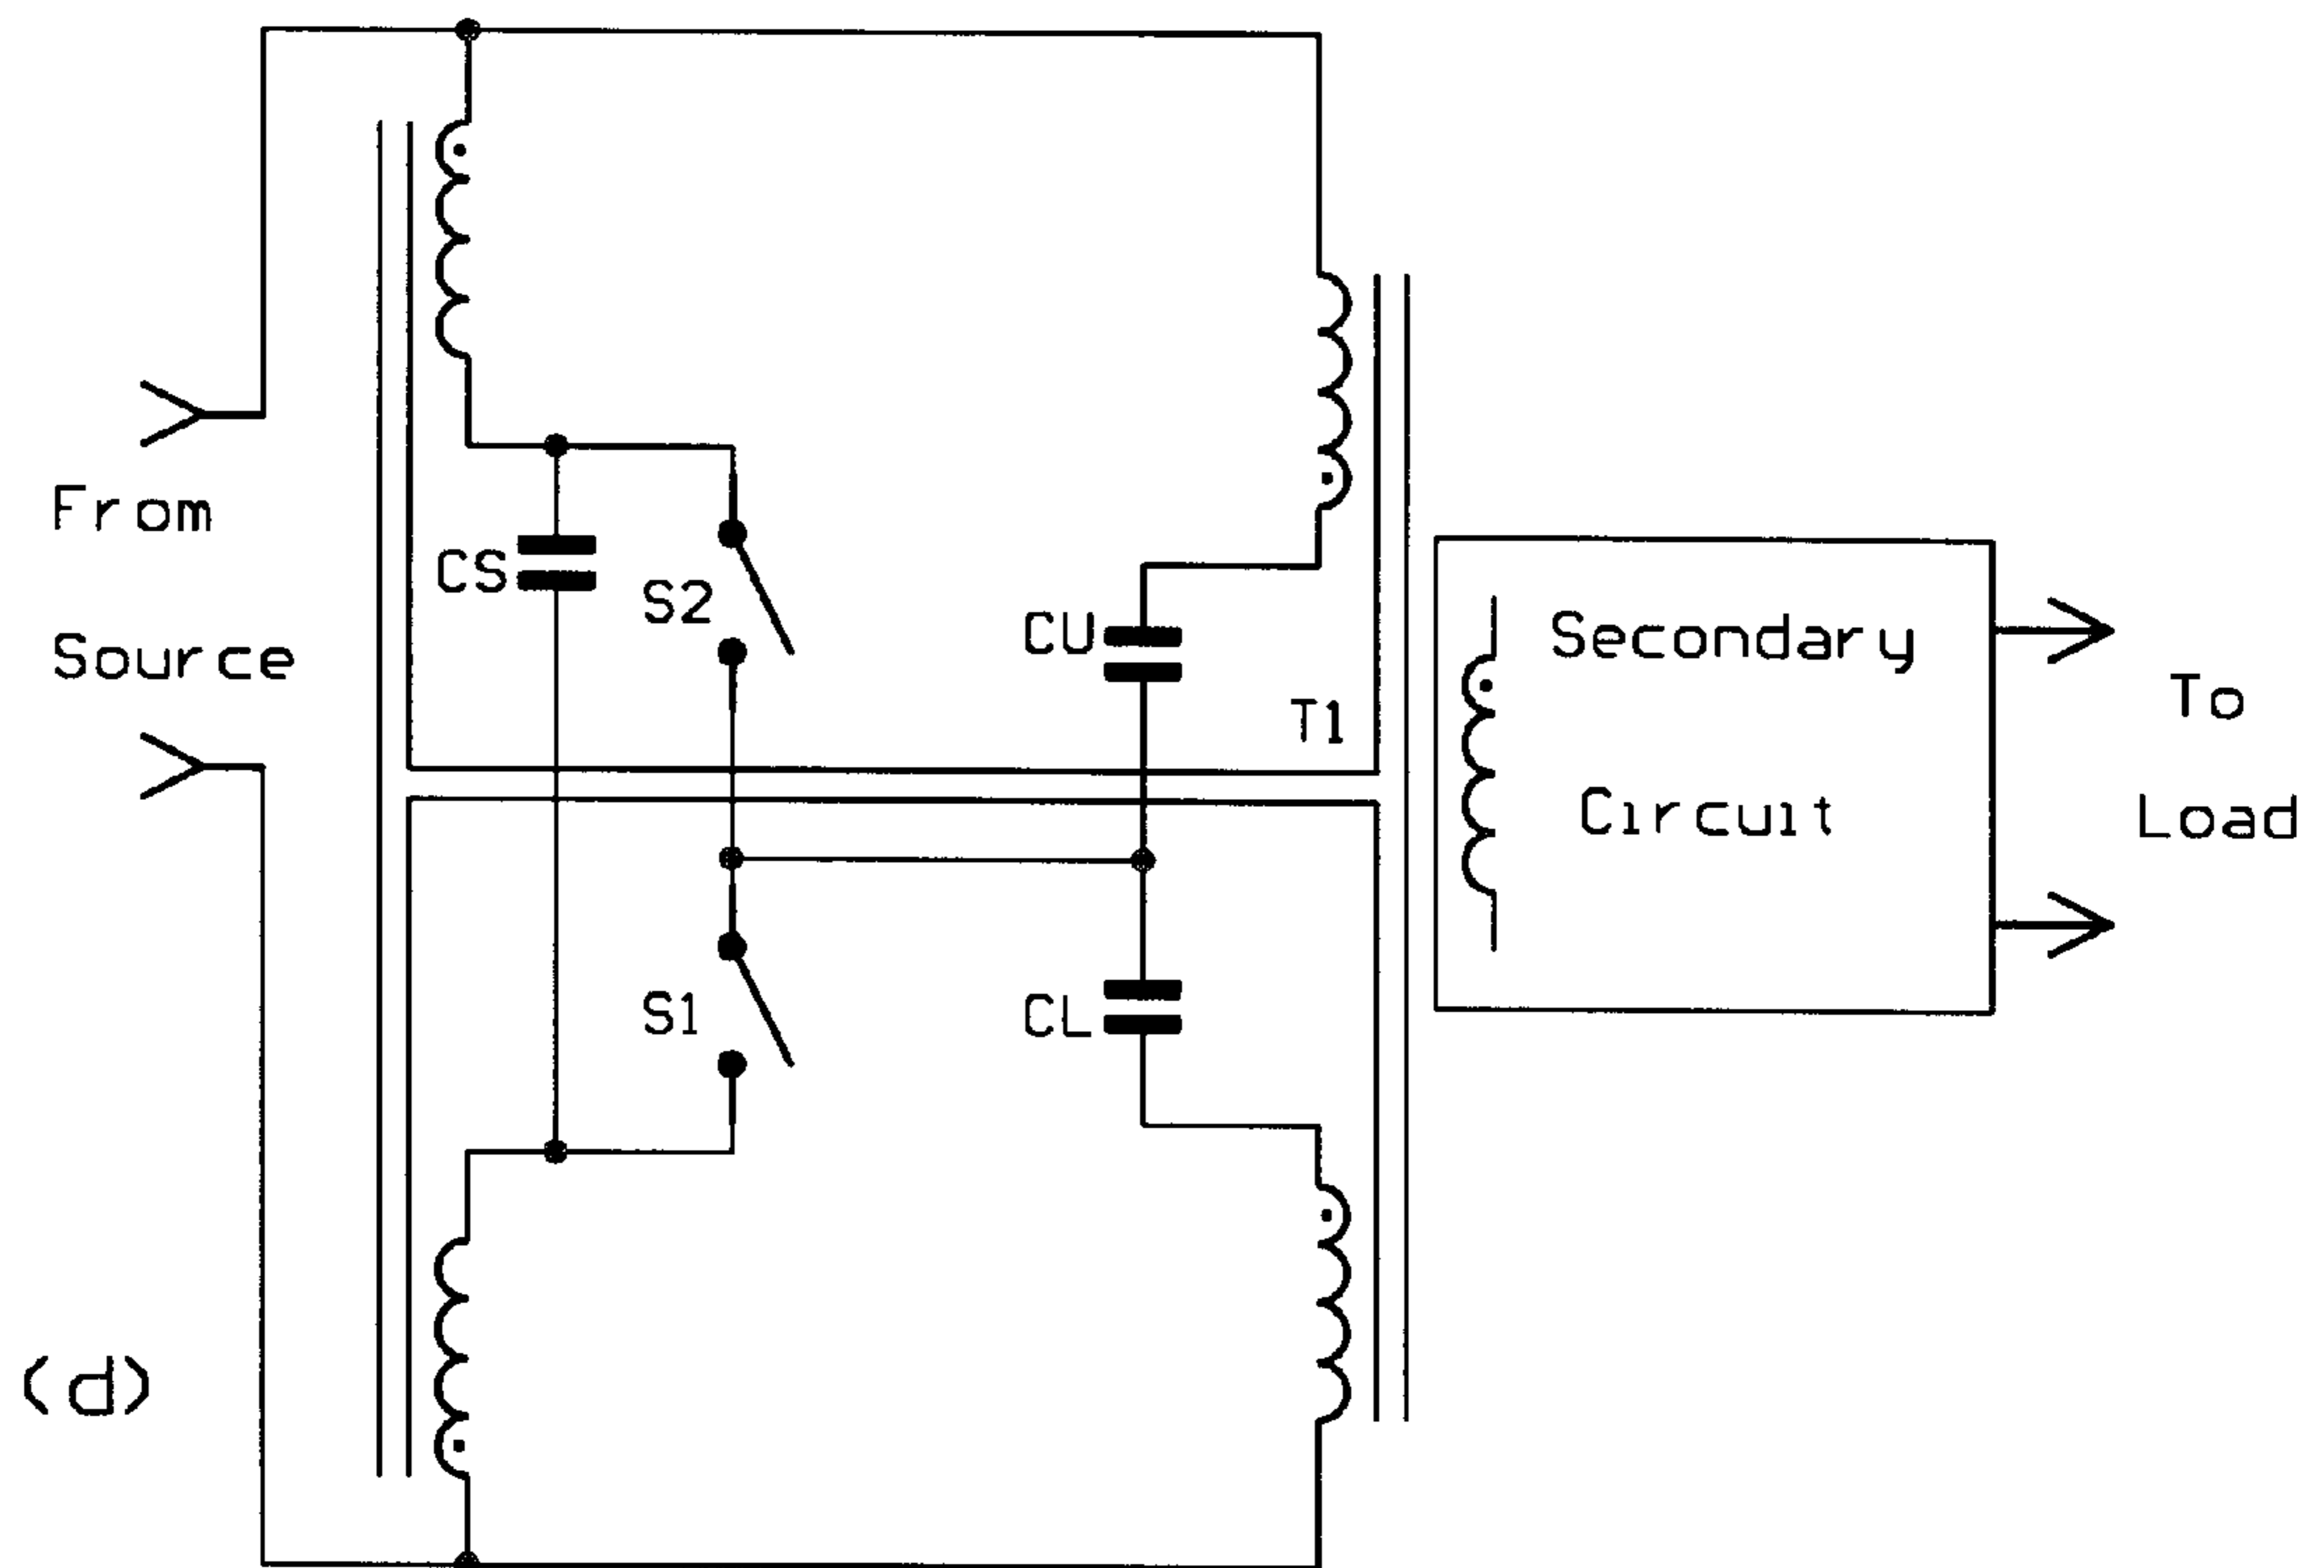 From
Source
CS
S2
CU
T1
Secondary
Circuit
To
Load
S1
CL
(d)